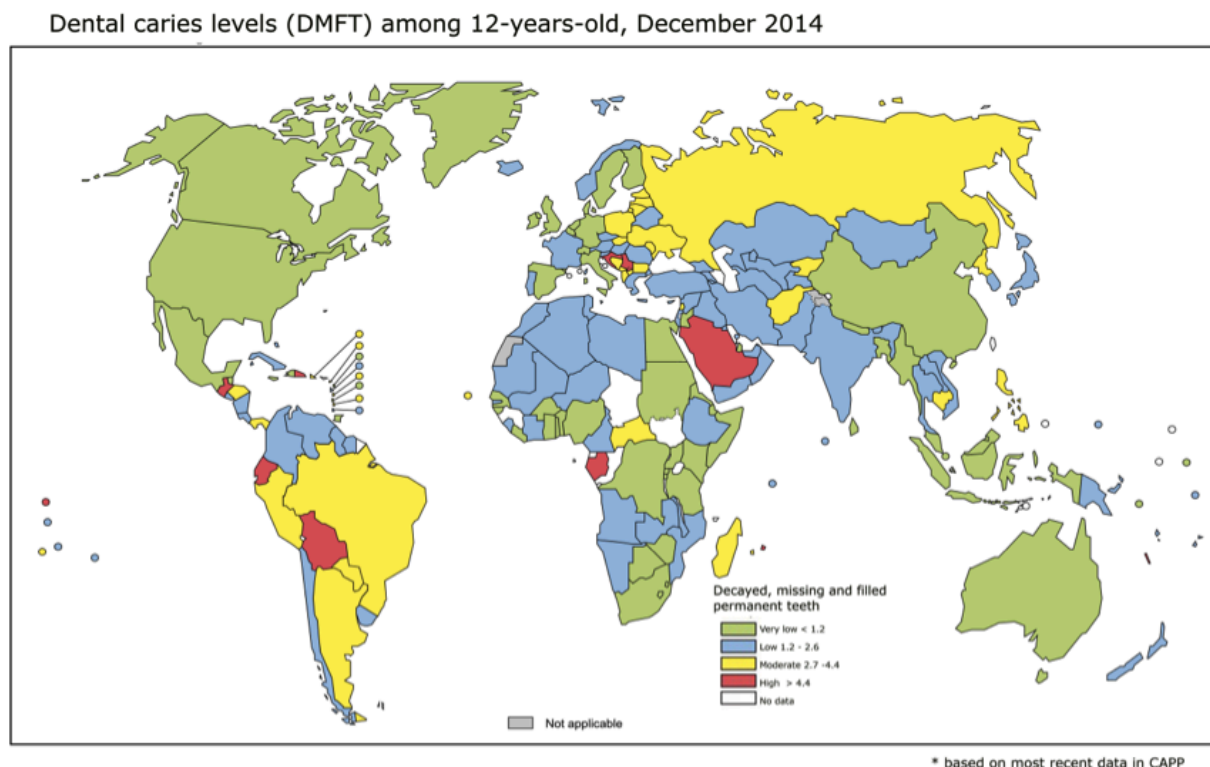 Dental caries levels (DMFT) among 12-years-old, December 2014
Decayed, missing and filled
permanent teeth
Very low < 1.2
Low 1.2 - 2.6
Moderate 2.7 -4.4
High > 4.4
No data
Not applicable
* based on most recent data in CAPP